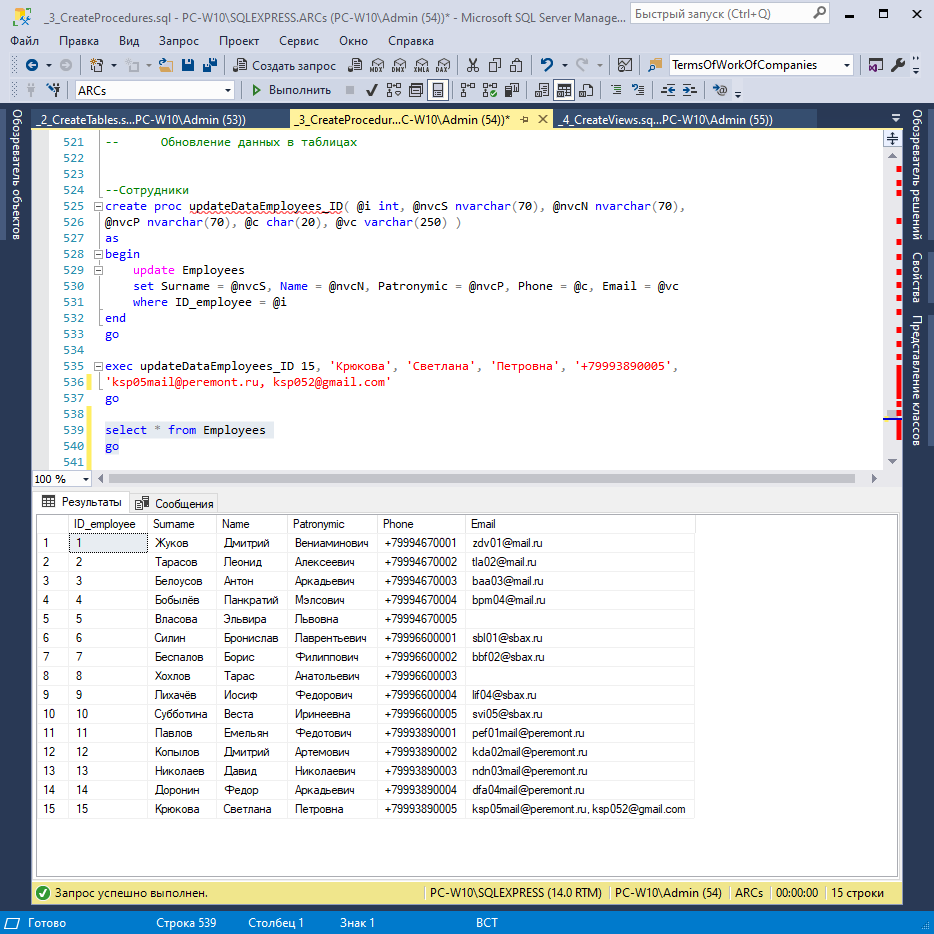 _3_CreateProcedures.sql - PC-W10\SQLEXPRESS.ARCs (PC-W10\Admin (54))* - Microsoft SQL Server Manage...
Быстрый запуск (Ctrl+Q)
Файл Правка Вид Запрос Проект Сервис Окно Справка
Создать запрос MDX DMX XMLA DAX TermsOfWorkOfCompanies
ARCs Выполнить
Обозреватель объектов
_2_CreateTables.s...PC-W10\Admin (53)) _3_CreateProcedur...C-W10\Admin (54))* _4_CreateViews.sq...PC-W10\Admin (55))
Обозреватель решений
Свойства
Представление классов
521 -- Обновление данных в таблицах
522
523
524 --Сотрудники
525 create proc updateDataEmployees_ID( @i int, @nvcS nvarchar(70), @nvcN nvarchar(70),
526 @nvcP nvarchar(70), @c char(20), @vc varchar(250) )
527 as
528 begin
529 update Employees
530 set Surname = @nvcS, Name = @nvcN, Patronymic = @nvcP, Phone = @c, Email = @vc
531 where ID_employee = @i
532 end
533 go
534
535 exec updateDataEmployees_ID 15, 'Крюкова', 'Светлана', 'Петровна', '+79993890005',
536 'ksp05mail@peremont.ru, ksp052@gmail.com'
537 go
538
539 select * from Employees
540 go
541
100 %
Результаты Сообщения
ID_employee Surname Name Patronymic Phone Email
1 1 Жуков Дмитрий Вениаминович +79994670001 zdv01@mail.ru
2 2 Тарасов Леонид Алексеевич +79994670002 tla02@mail.ru
3 3 Белоусов Антон Аркадьевич +79994670003 baa03@mail.ru
4 4 Бобылёв Панкратий Мэлсович +79994670004 bpm04@mail.ru
5 5 Власова Эльвира Львовна +79994670005
6 6 Силин Бронислав Лаврентьевич +79996600001 sbl01@sbax.ru
7 7 Беспалов Борис Филиппович +79996600002 bbf02@sbax.ru
8 8 Хохлов Тарас Анатольевич +79996600003
9 9 Лихачёв Иосиф Федорович +79996600004 lif04@sbax.ru
10 10 Субботина Веста Иринеевна +79996600005 svi05@sbax.ru
11 11 Павлов Емельян Федотович +79993890001 pef01mail@peremont.ru
12 12 Копылов Дмитрий Артемович +79993890002 kda02mail@peremont.ru
13 13 Николаев Давид Николаевич +79993890003 ndn03mail@peremont.ru
14 14 Доронин Федор Аркадьевич +79993890004 dfa04mail@peremont.ru
15 15 Крюкова Светлана Петровна +79993890005 ksp05mail@peremont.ru, ksp052@gmail.com
Запрос успешно выполнен. PC-W10\SQLEXPRESS (14.0 RTM) PC-W10\Admin (54) ARCs 00:00:00 15 строки
Готово Строка 539 Столбец 1 Знак 1 ВСТ